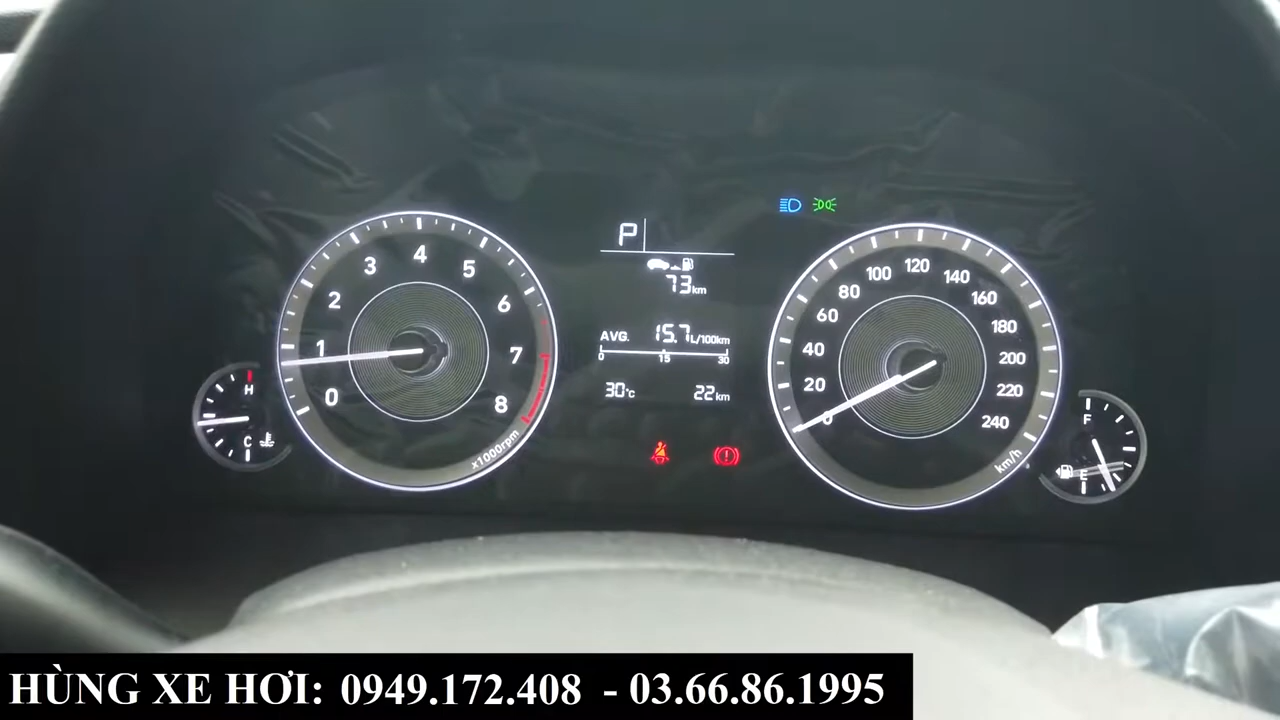 P
73km
AVG. 15.7L/100km
0 15 30
30°C 22km
0 1 2 3 4 5 6 7 8
x1000rpm
0 20 40 60 80 100 120 140 160 180 200 220 240
km/h
H
C
F
E
HÙNG XE HƠI: 0949.172.408 - 03.66.86.1995